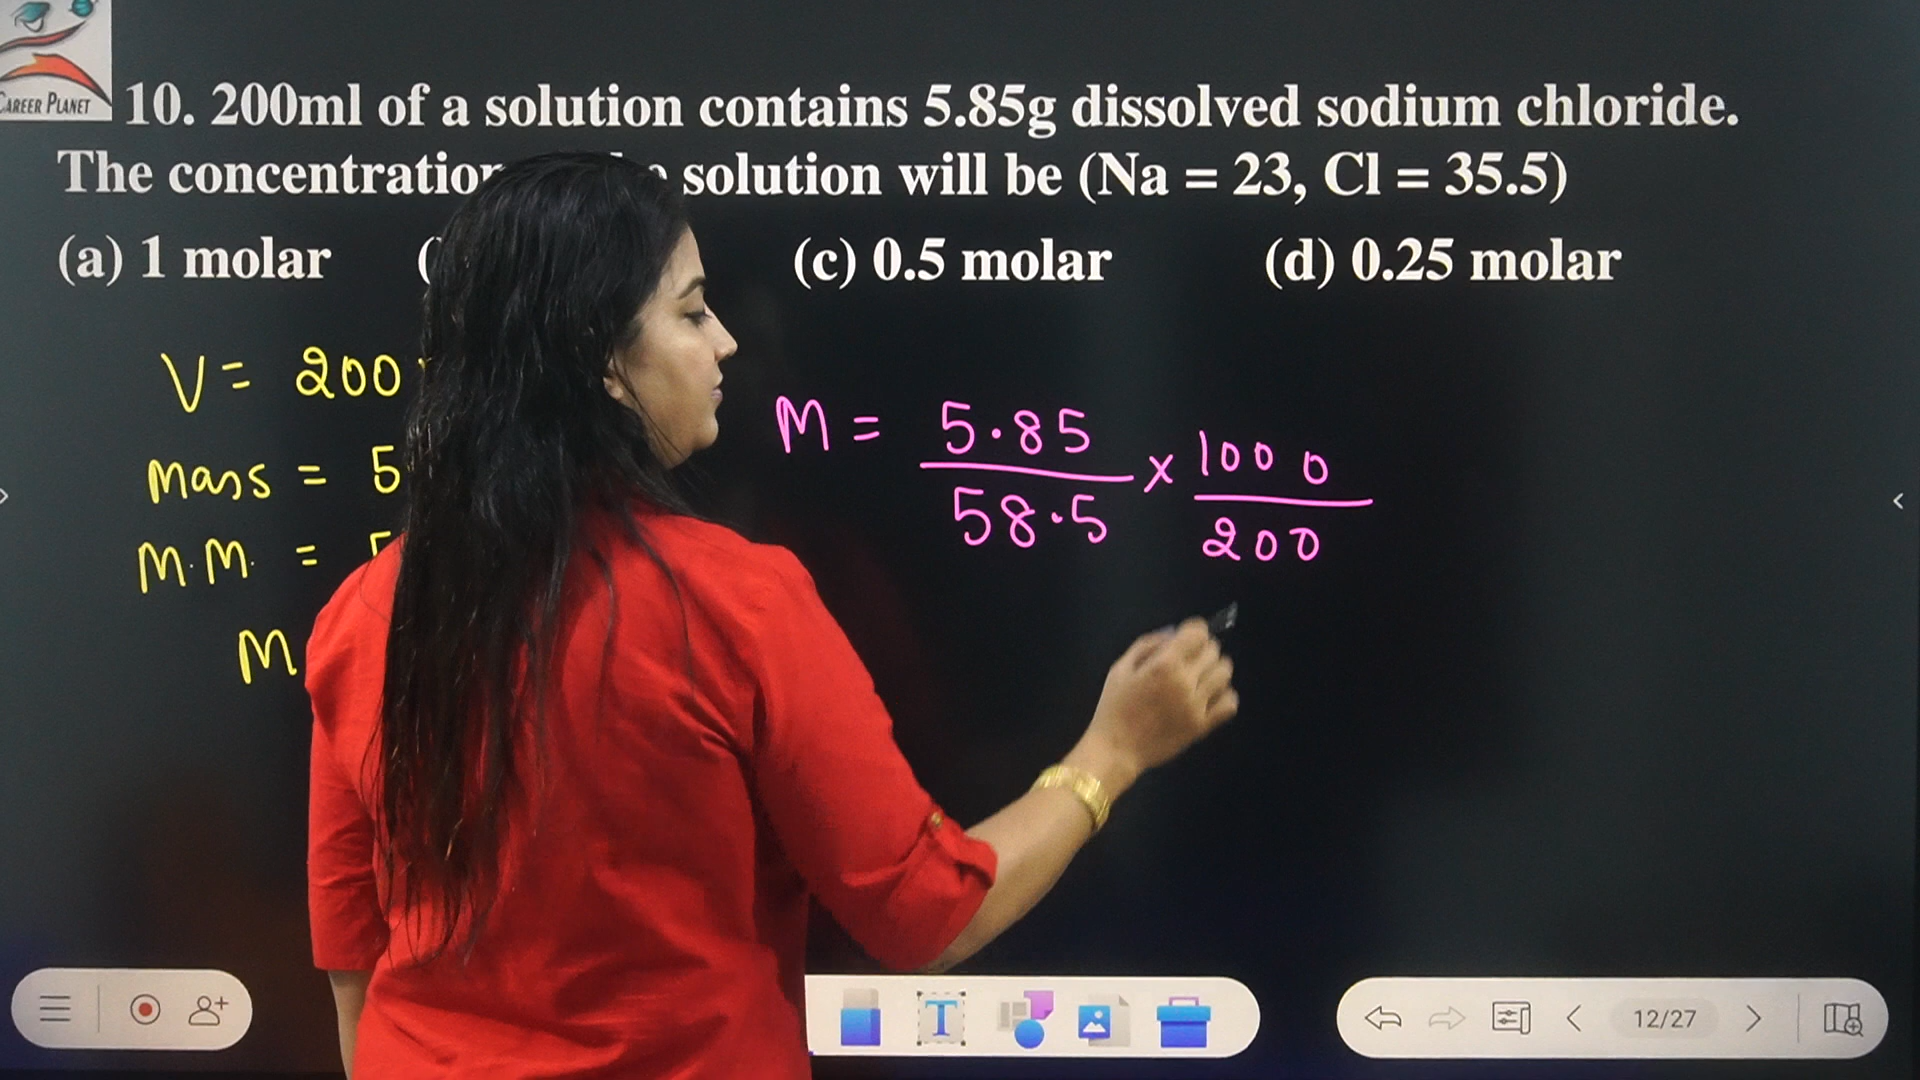 CAREER PLANET
10. 200ml of a solution contains 5.85g dissolved sodium chloride.
The solution will be (Na = 23, Cl = 35.5)
(a) 1 molar ( (c) 0.5 molar (d) 0.25 molar
V = 200
mass = 5
M.M. =
M
M = 5.85 x 1000
58.5 200
12/27